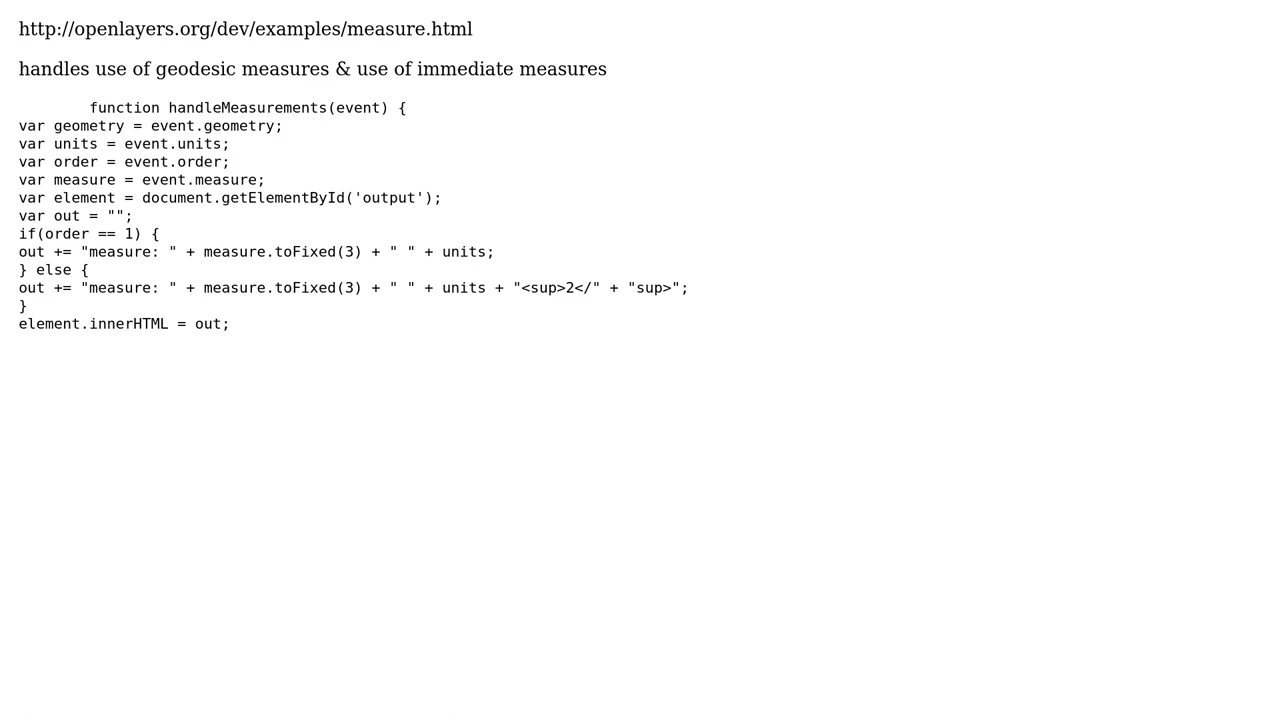 http://openlayers.org/dev/examples/measure.html
handles use of geodesic measures & use of immediate measures
function handleMeasurements(event) {
var geometry = event.geometry;
var units = event.units;
var order = event.order;
var measure = event.measure;
var element = document.getElementById('output');
var out = "";
if(order == 1) {
out += "measure: " + measure.toFixed(3) + " " + units;
} else {
out += "measure: " + measure.toFixed(3) + " " + units + "<sup>2</" + "sup>";
}
element.innerHTML = out;